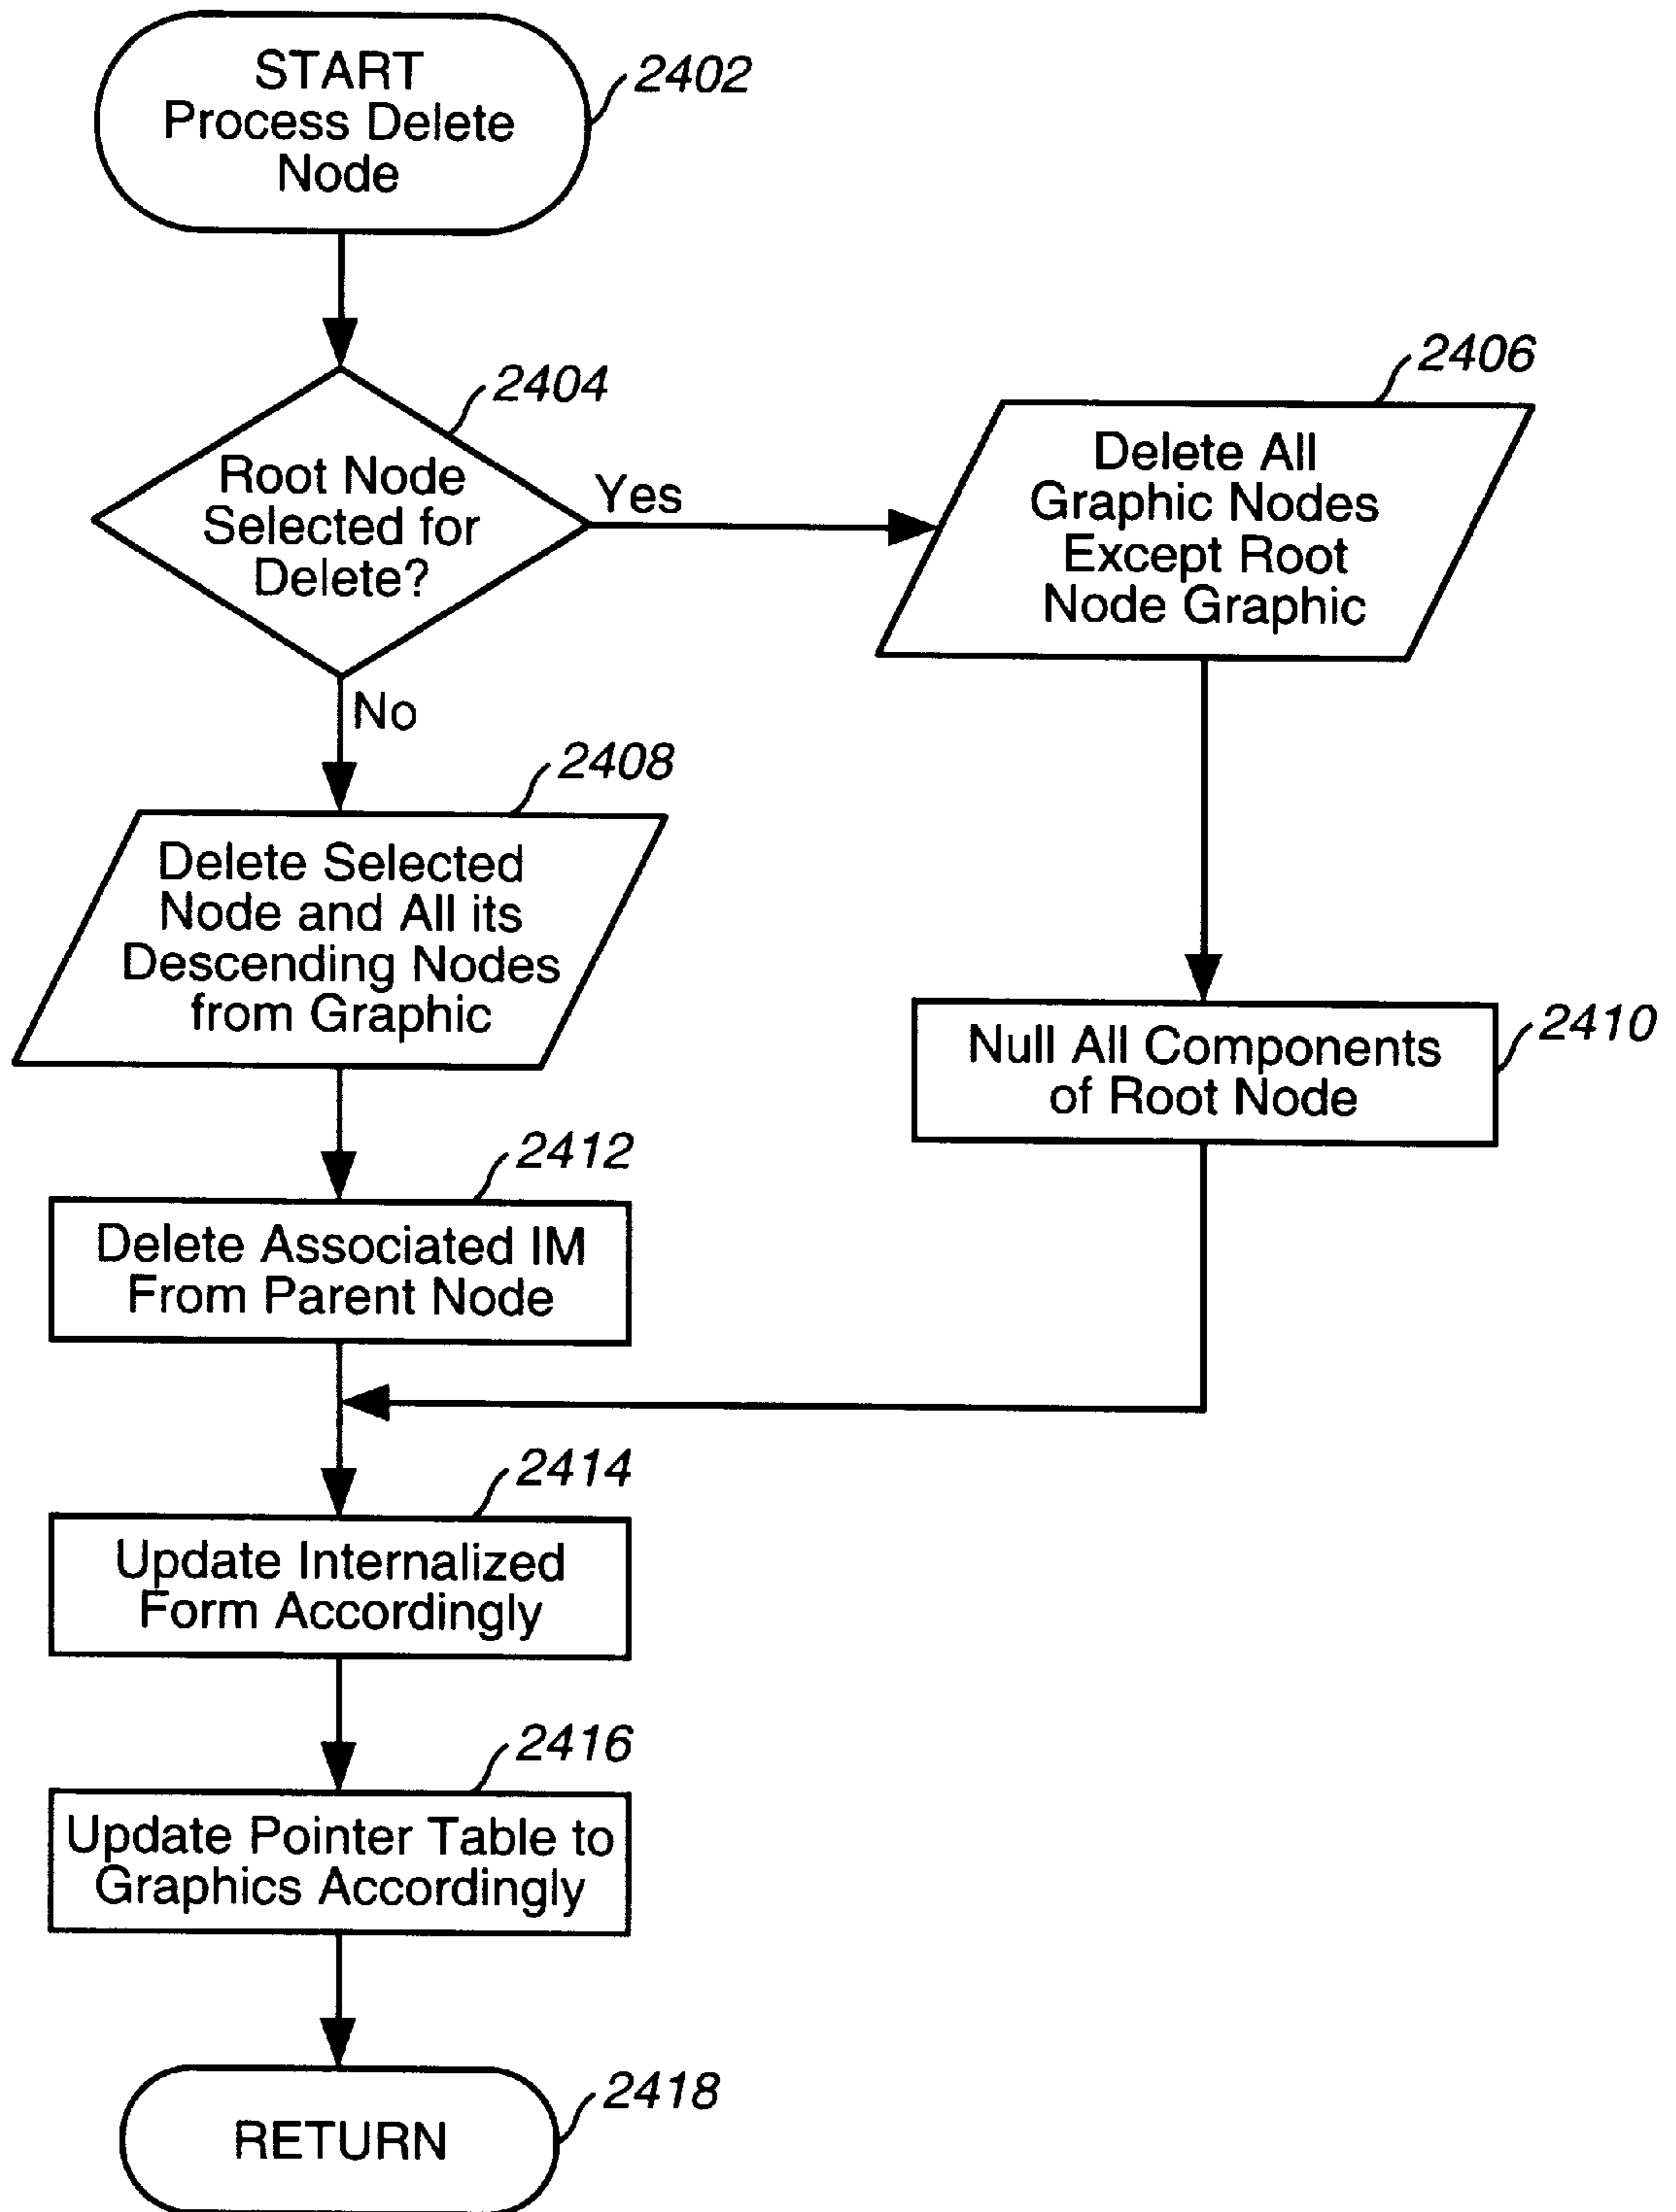 START
Process Delete
Node
2402
2404
Root Node
Selected for
Delete?
Yes
No
2406
Delete All
Graphic Nodes
Except Root
Node Graphic
2408
Delete Selected
Node and All its
Descending Nodes
from Graphic
2410
Null All Components
of Root Node
2412
Delete Associated IM
From Parent Node
2414
Update Internalized
Form Accordingly
2416
Update Pointer Table to
Graphics Accordingly
2418
RETURN